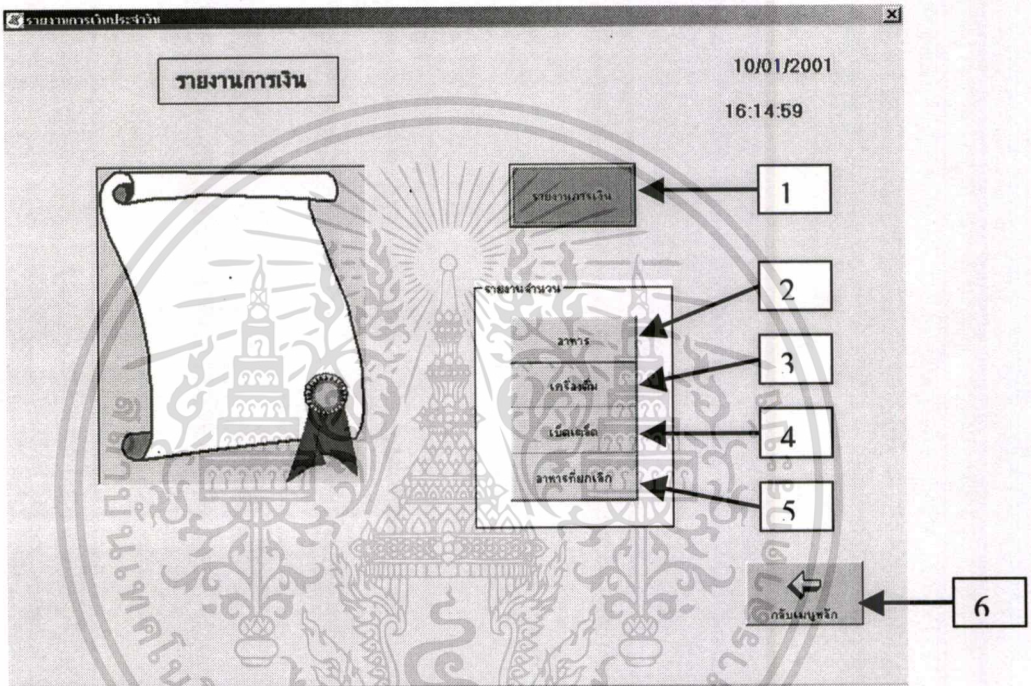 รายงานการเงินประจำวัน
รายงานการเงิน
10/01/2001
16:14:59
รายงานการเงิน
1
รายงานจำนวน
อาหาร
2
เครื่องดื่ม
3
เบ็ดเตล็ด
4
อาหารที่ยกเลิก
5
กลับเมนูหลัก
6